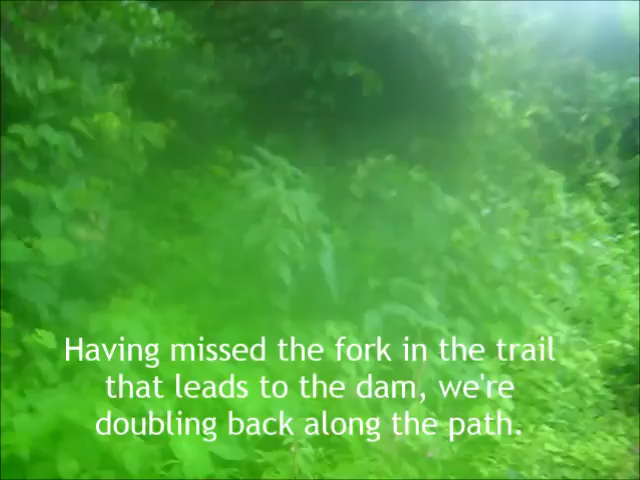 Having missed the fork in the trail
that leads to the dam, we're
doubling back along the path.